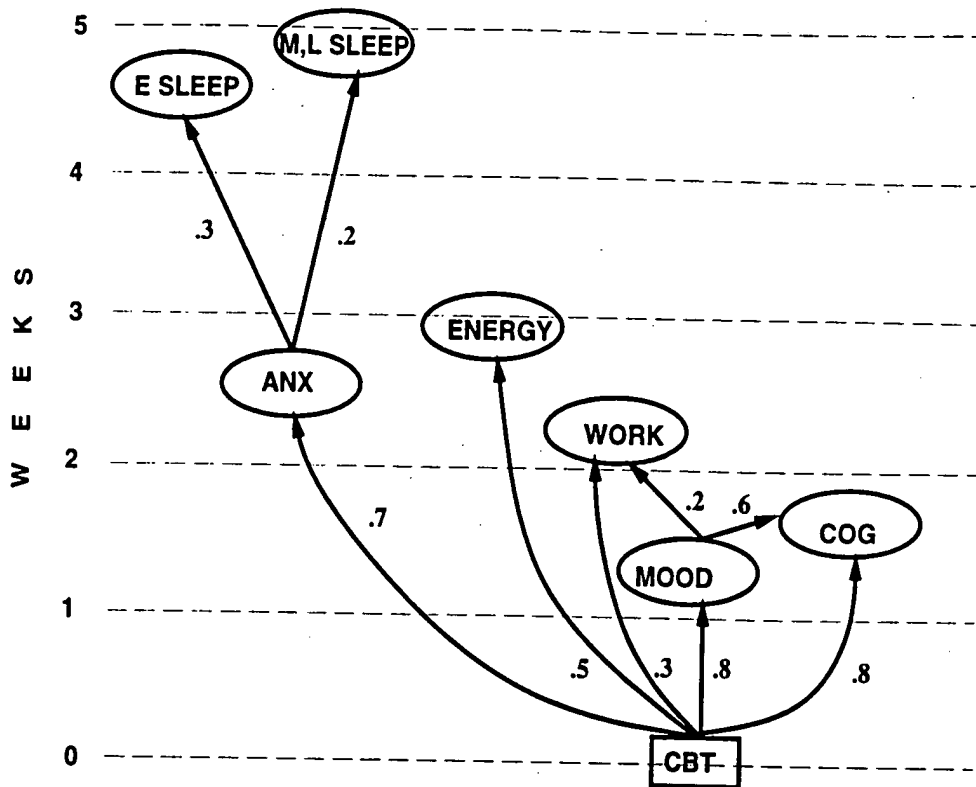 5
M,L SLEEP
E SLEEP
4
.3
.2
WEEKS
3
ENERGY
ANX
WORK
2
.7
.2
.6
COG
MOOD
1
.5
.3
.8
.8
0
CBT